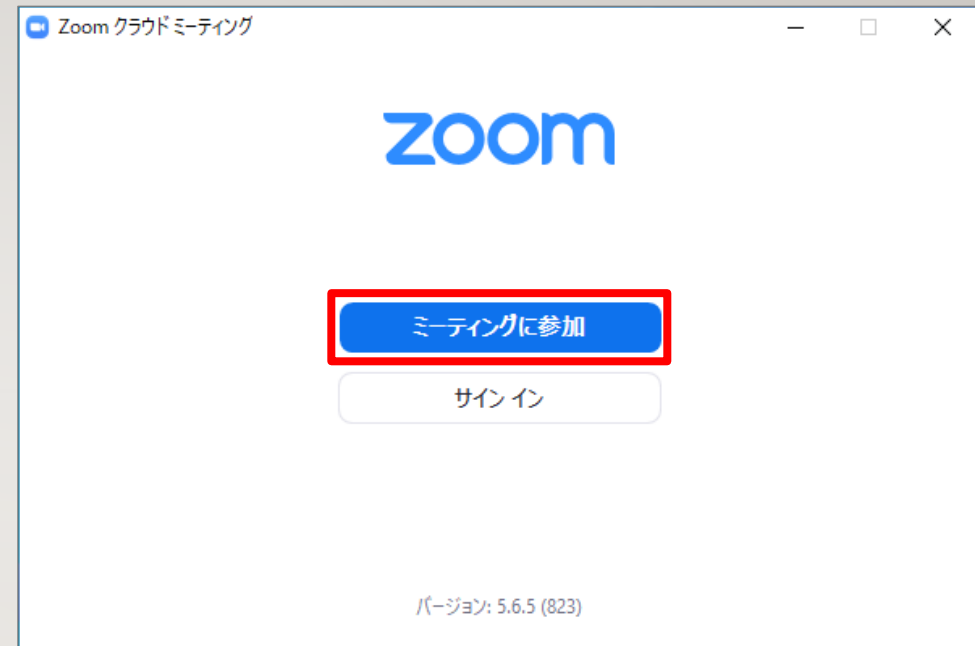 Zoom クラウド ミーティング
zoom
ミーティングに参加
サイン イン
バージョン: 5.6.5 (823)